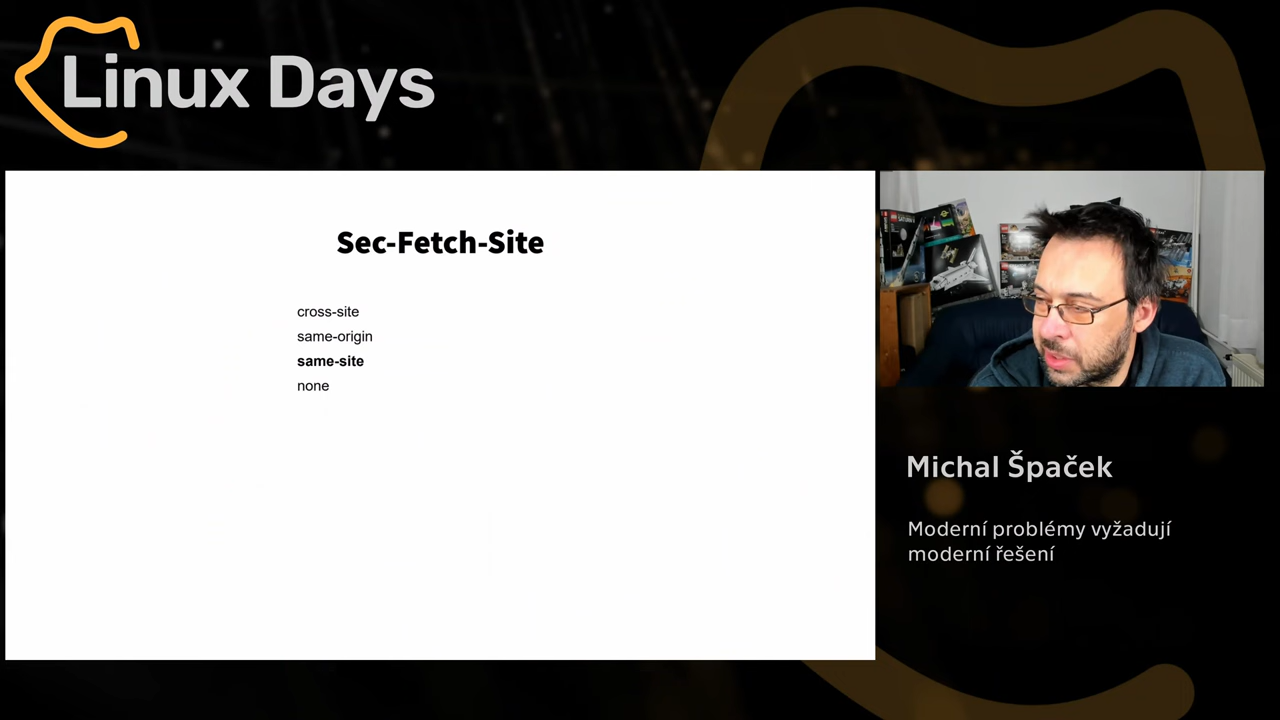 Linux Days
Sec-Fetch-Site
cross-site
same-origin
same-site
none
Michal Špaček
Moderní problémy vyžadují
moderní řešení